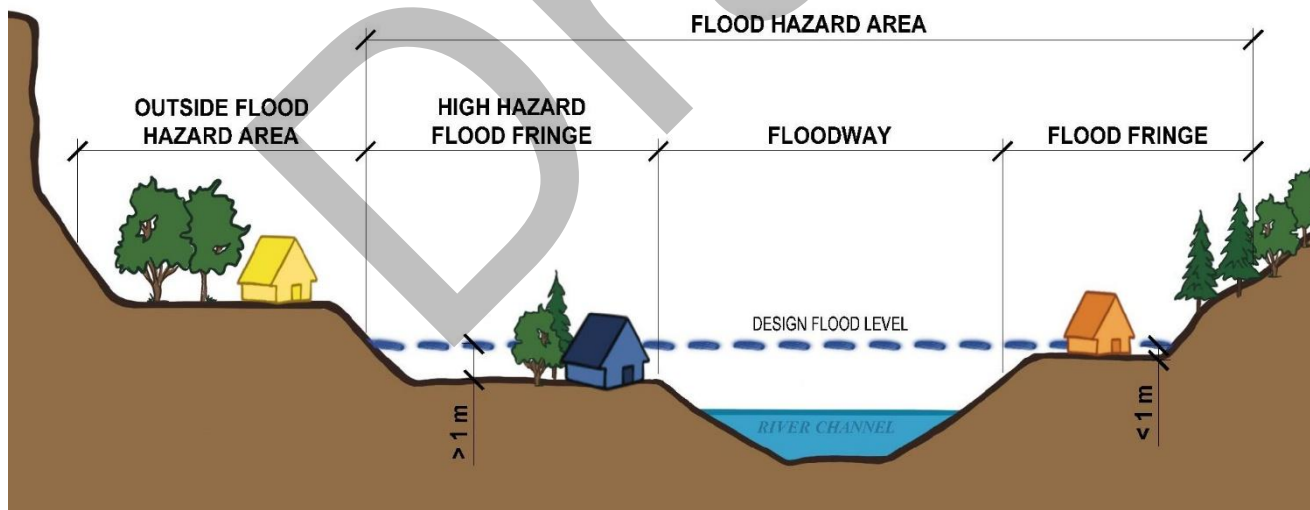 FLOOD HAZARD AREA
OUTSIDE FLOOD
HAZARD AREA
HIGH HAZARD
FLOOD FRINGE
FLOODWAY
FLOOD FRINGE
DESIGN FLOOD LEVEL
RIVER CHANNEL
> 1 m
< 1 m